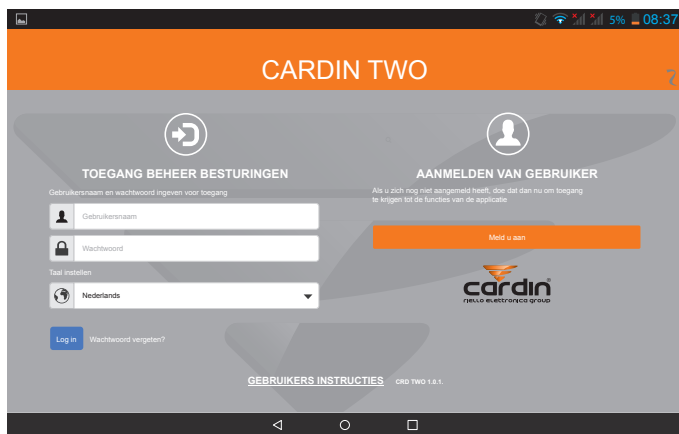 5% 08:37
CARDIN TWO
TOEGANG BEHEER BESTURINGEN
Gebruikersnaam en wachtwoord ingeven voor toegang
Gebruikersnaam
Wachtwoord
Taal instellen
Nederlands
Log in Wachtwoord vergeten?
AANMELDEN VAN GEBRUIKER
Als u zich nog niet aangemeld heeft, doe dat dan nu om toegang
te krijgen tot de functies van de applicatie
Meld u aan
cardin
riello elettronica group
GEBRUIKERS INSTRUCTIES CRD TWO 1.0.1.